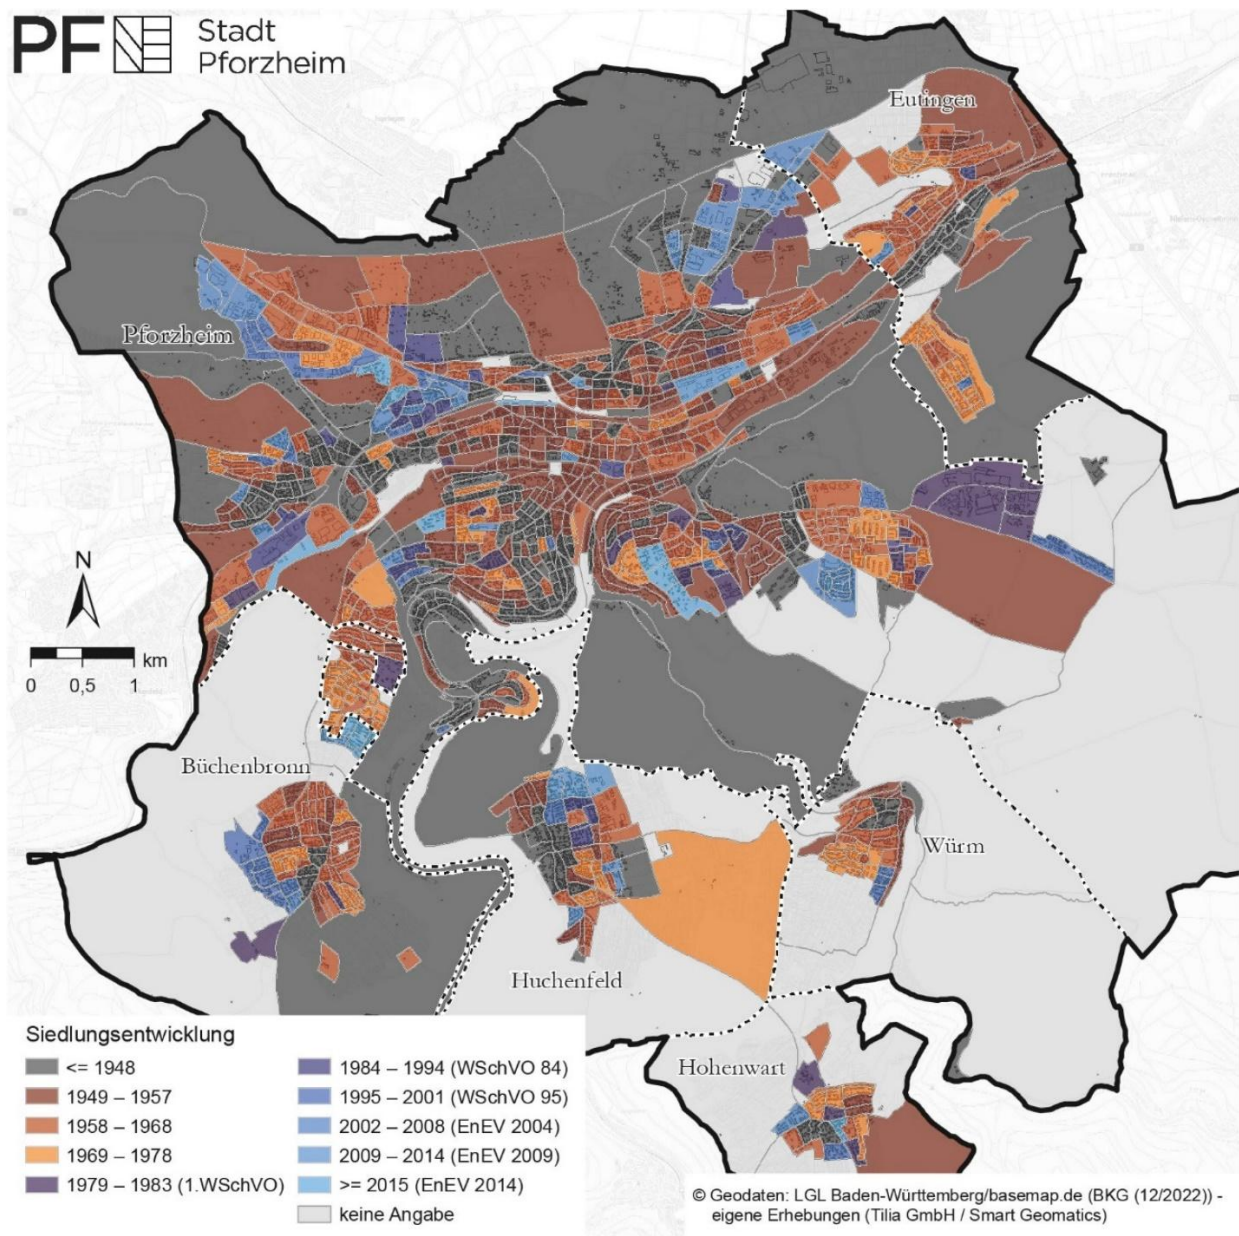 PF
Stadt
Pforzheim
Eutingen
Pforzheim
N
km
0 0,5 1
Büchenbronn
Würm
Huchenfeld
Hohenwart
Siedlungsentwicklung
<= 1948
1949 – 1957
1958 – 1968
1969 – 1978
1979 – 1983 (1.WSchVO)
1984 – 1994 (WSchVO 84)
1995 – 2001 (WSchVO 95)
2002 – 2008 (EnEV 2004)
2009 – 2014 (EnEV 2009)
>= 2015 (EnEV 2014)
keine Angabe
© Geodaten: LGL Baden-Württemberg/basemap.de (BKG (12/2022)) -
eigene Erhebungen (Tilia GmbH / Smart Geomatics)